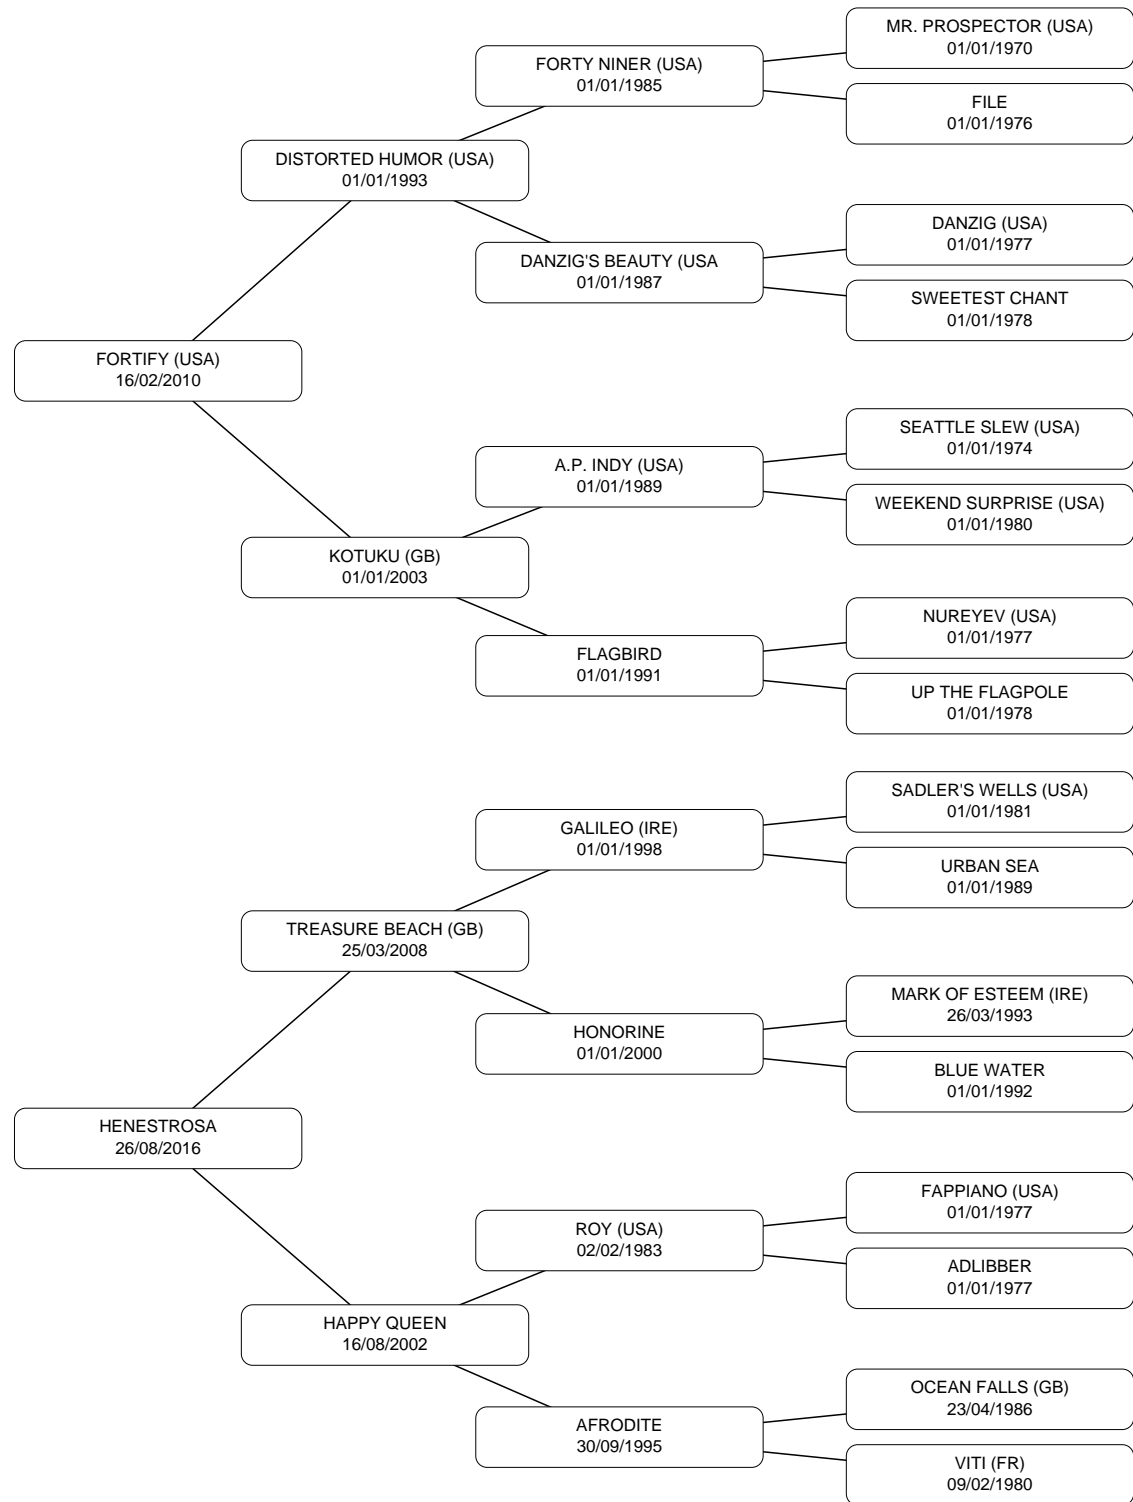 MR. PROSPECTOR (USA)
01/01/1970
FORTY NINER (USA)
01/01/1985
FILE
01/01/1976
DISTORTED HUMOR (USA)
01/01/1993
DANZIG (USA)
01/01/1977
DANZIG'S BEAUTY (USA
01/01/1987
SWEETEST CHANT
01/01/1978
FORTIFY (USA)
16/02/2010
SEATTLE SLEW (USA)
01/01/1974
A.P. INDY (USA)
01/01/1989
WEEKEND SURPRISE (USA)
01/01/1980
KOTUKU (GB)
01/01/2003
NUREYEV (USA)
01/01/1977
FLAGBIRD
01/01/1991
UP THE FLAGPOLE
01/01/1978
SADLER'S WELLS (USA)
01/01/1981
GALILEO (IRE)
01/01/1998
URBAN SEA
01/01/1989
TREASURE BEACH (GB)
25/03/2008
MARK OF ESTEEM (IRE)
26/03/1993
HONORINE
01/01/2000
BLUE WATER
01/01/1992
HENESTROSA
26/08/2016
FAPPIANO (USA)
01/01/1977
ROY (USA)
02/02/1983
ADLIBBER
01/01/1977
HAPPY QUEEN
16/08/2002
OCEAN FALLS (GB)
23/04/1986
AFRODITE
30/09/1995
VITI (FR)
09/02/1980